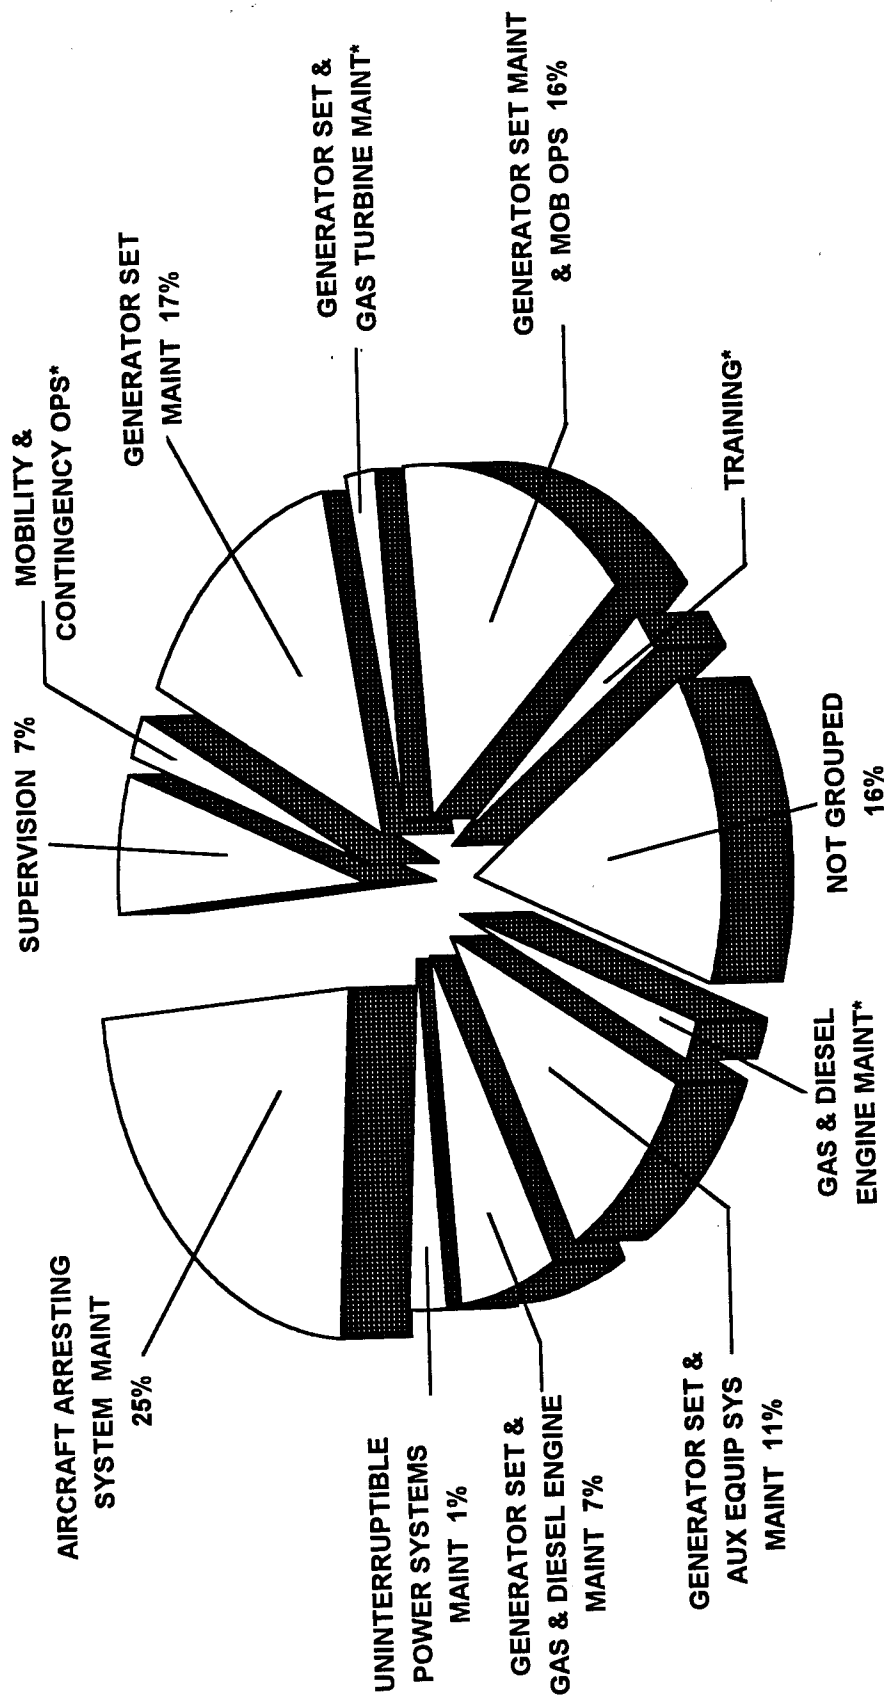 AIRCRAFT ARRESTING
SYSTEM MAINT
25%
SUPERVISION 7%
MOBILITY &
CONTINGENCY OPS*
GENERATOR SET
MAINT 17%
GENERATOR SET &
GAS TURBINE MAINT*
GENERATOR SET MAINT
& MOB OPS 16%
TRAINING*
NOT GROUPED
16%
GAS & DIESEL
ENGINE MAINT*
GENERATOR SET &
AUX EQUIP SYS
MAINT 11%
GENERATOR SET &
GAS & DIESEL ENGINE
MAINT 7%
UNINTERRUPTIBLE
POWER SYSTEMS
MAINT 1%